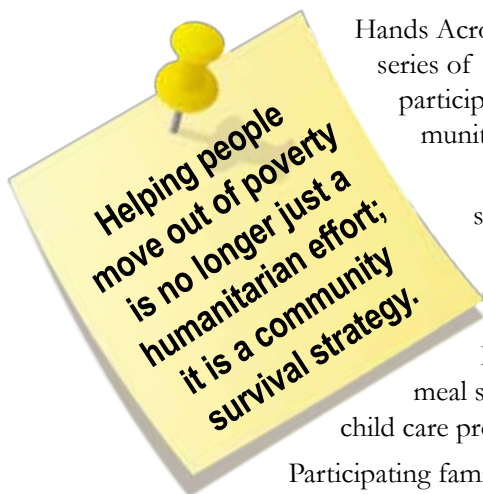 Hands Acro
series of
particip
munit
s
meal s
child care pro
Participating fami
Helping people
move out of poverty
is no longer just a
humanitarian effort;
it is a community
survival strategy.